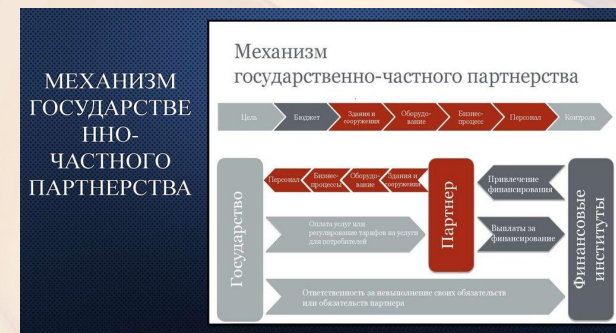 МЕХАНИЗМ
ГОСУДАРСТВЕ
ННО-
ЧАСТНОГО
ПАРТНЕРСТВА
Механизм
государственно-частного партнерства
Цель
Бюджет
Здания и
сооружения
Оборудо-
вание
Бизнес-
процесс
Персонал
Контроль
Государство
Персонал
Бизнес-
процессы
Оборудо-
вание
Здания и
сооружения
Партнер
Привлечение
финансирования
Финансовые
институты
Оплата услуг или
регулирование тарифов на услуги
для потребителей
Выплаты за
финансирование
Ответственность за невыполнение своих обязательств
или обязательств партнера